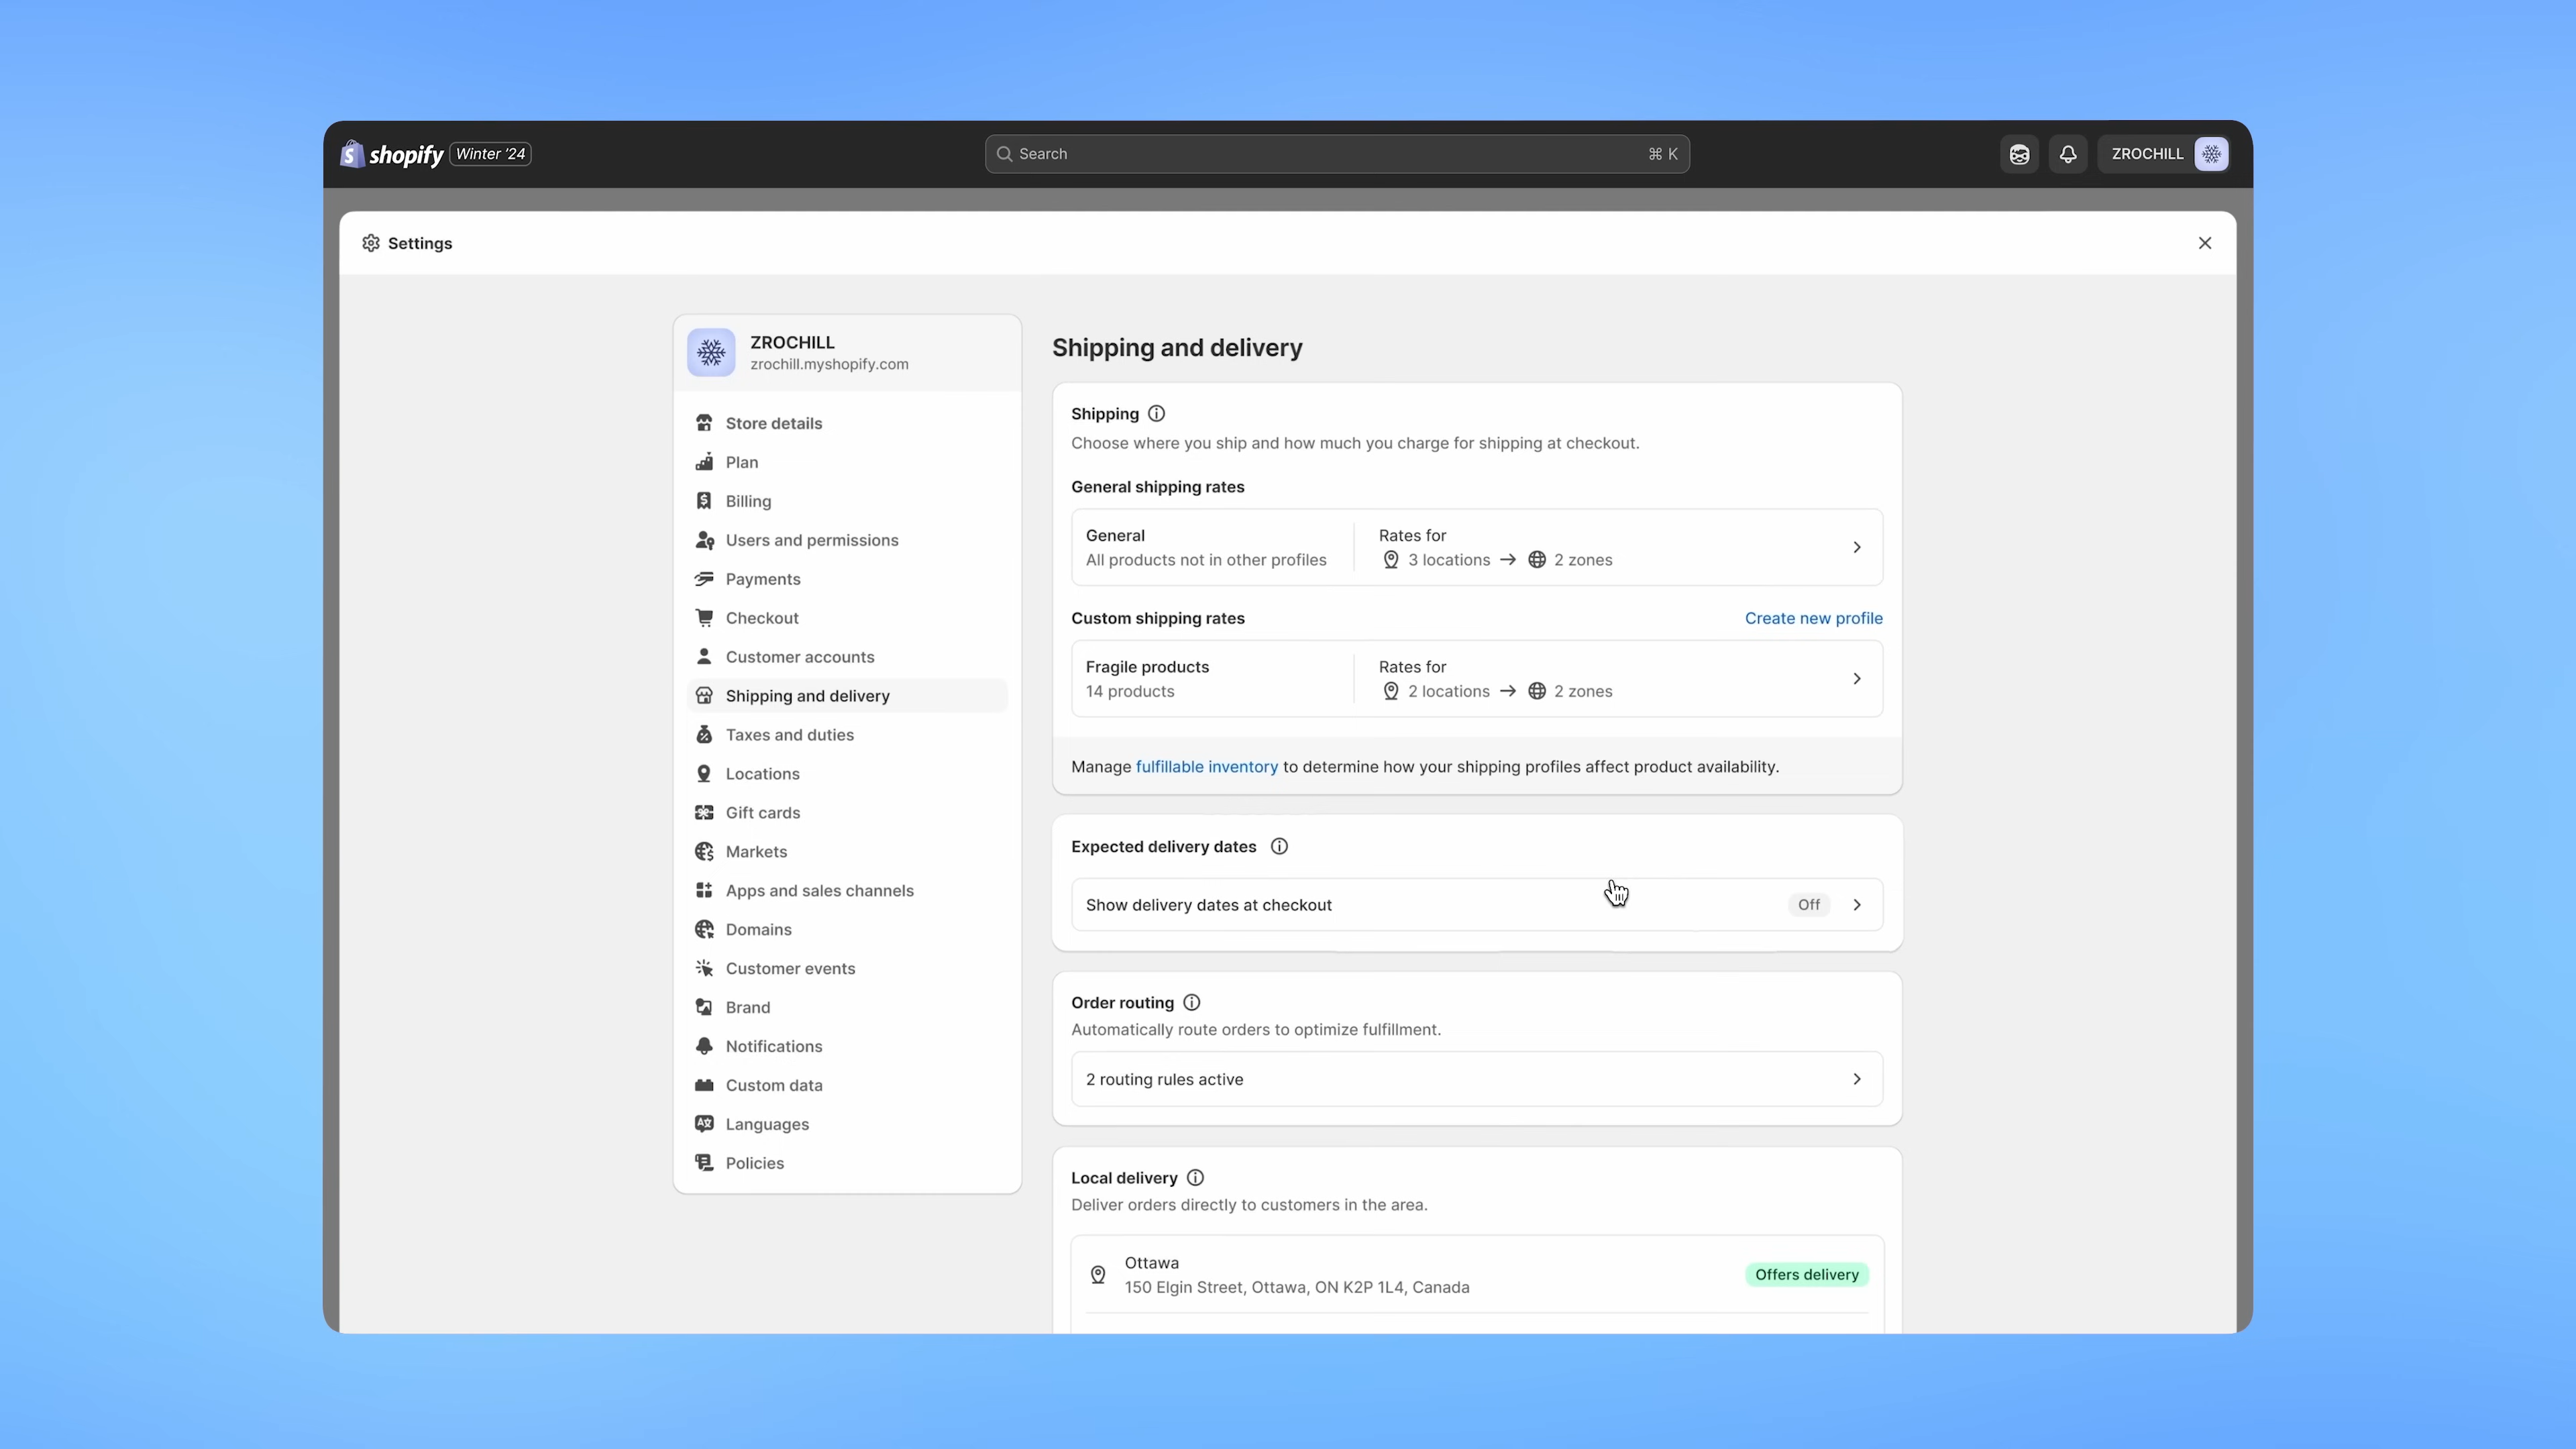 shopify Winter '24
Search ⌘ K
ZROCHILL
Settings
ZROCHILL
zrochill.myshopify.com
Store details
Plan
Billing
Users and permissions
Payments
Checkout
Customer accounts
Shipping and delivery
Taxes and duties
Locations
Gift cards
Markets
Apps and sales channels
Domains
Customer events
Brand
Notifications
Custom data
Languages
Policies
Shipping and delivery
Shipping
Choose where you ship and how much you charge for shipping at checkout.
General shipping rates
General
All products not in other profiles
Rates for
3 locations → 2 zones
Custom shipping rates
Create new profile
Fragile products
14 products
Rates for
2 locations → 2 zones
Manage fulfillable inventory to determine how your shipping profiles affect product availability.
Expected delivery dates
Show delivery dates at checkout
Off
Order routing
Automatically route orders to optimize fulfillment.
2 routing rules active
Local delivery
Deliver orders directly to customers in the area.
Ottawa
150 Elgin Street, Ottawa, ON K2P 1L4, Canada
Offers delivery